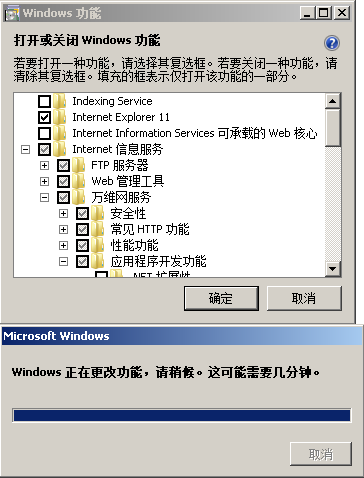 Windows 功能
打开或关闭 Windows 功能
若要打开一种功能，请选择其复选框。若要关闭一种功能，请
清除其复选框。填充的框表示仅打开该功能的一部分。
Indexing Service
Internet Explorer 11
Internet Information Services 可承载的 Web 核心
Internet 信息服务
FTP 服务器
Web 管理工具
万维网服务
安全性
常见 HTTP 功能
性能功能
应用程序开发功能
.NET 扩展性
确定 取消
Microsoft Windows
Windows 正在更改功能，请稍候。这可能需要几分钟。
取消